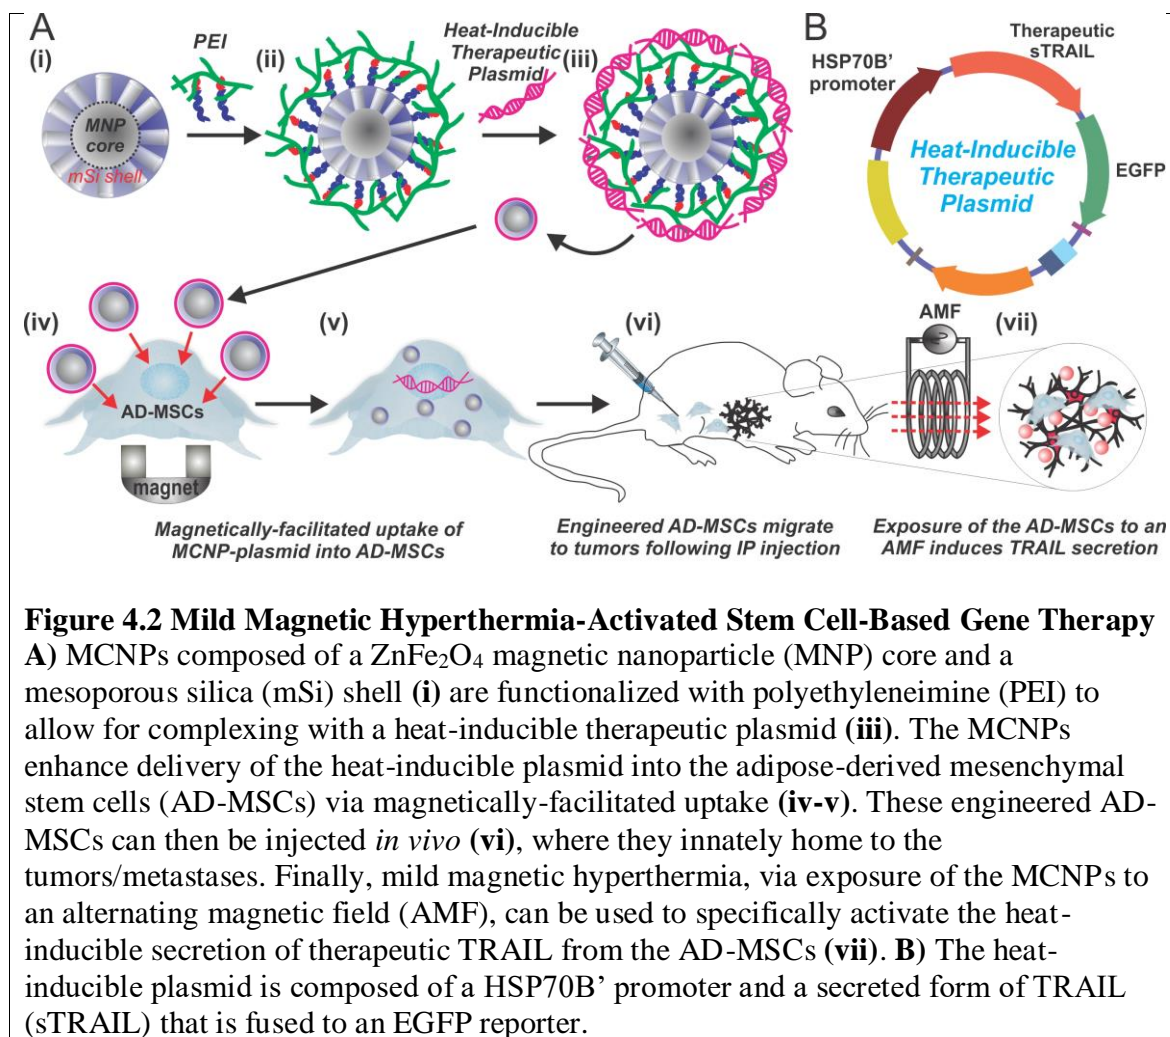 A
(i)
PEI
(ii)
Heat-Inducible
Therapeutic
Plasmid
(iii)
MNP
core
mSi shell
B
HSP70B'
promoter
Therapeutic
sTRAIL
EGFP
Heat-Inducible
Therapeutic
Plasmid
(iv)
AD-MSCs
magnet
(v)
(vi)
AMF
(vii)
Magnetically-facilitated uptake of
MCNP-plasmid into AD-MSCs
Engineered AD-MSCs migrate
to tumors following IP injection
Exposure of the AD-MSCs to an
AMF induces TRAIL secretion
Figure 4.2 Mild Magnetic Hyperthermia-Activated Stem Cell-Based Gene Therapy
A) MCNPs composed of a ZnFe₂O₄ magnetic nanoparticle (MNP) core and a
mesoporous silica (mSi) shell (i) are functionalized with polyethyleneimine (PEI) to
allow for complexing with a heat-inducible therapeutic plasmid (iii). The MCNPs
enhance delivery of the heat-inducible plasmid into the adipose-derived mesenchymal
stem cells (AD-MSCs) via magnetically-facilitated uptake (iv-v). These engineered AD-
MSCs can then be injected in vivo (vi), where they innately home to the
tumors/metastases. Finally, mild magnetic hyperthermia, via exposure of the MCNPs to
an alternating magnetic field (AMF), can be used to specifically activate the heat-
inducible secretion of therapeutic TRAIL from the AD-MSCs (vii). B) The heat-
inducible plasmid is composed of a HSP70B’ promoter and a secreted form of TRAIL
(sTRAIL) that is fused to an EGFP reporter.